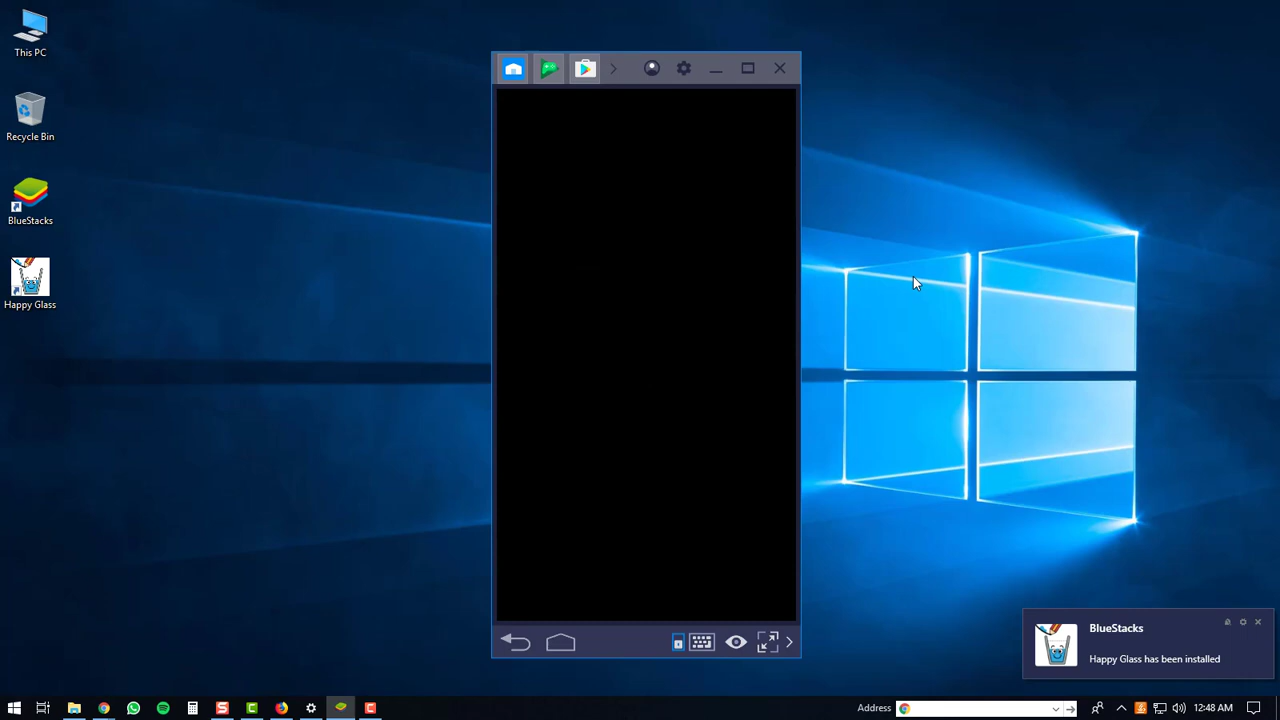 This PC
Recycle Bin
BlueStacks
Happy Glass
BlueStacks
Happy Glass has been installed
Address
12:48 AM